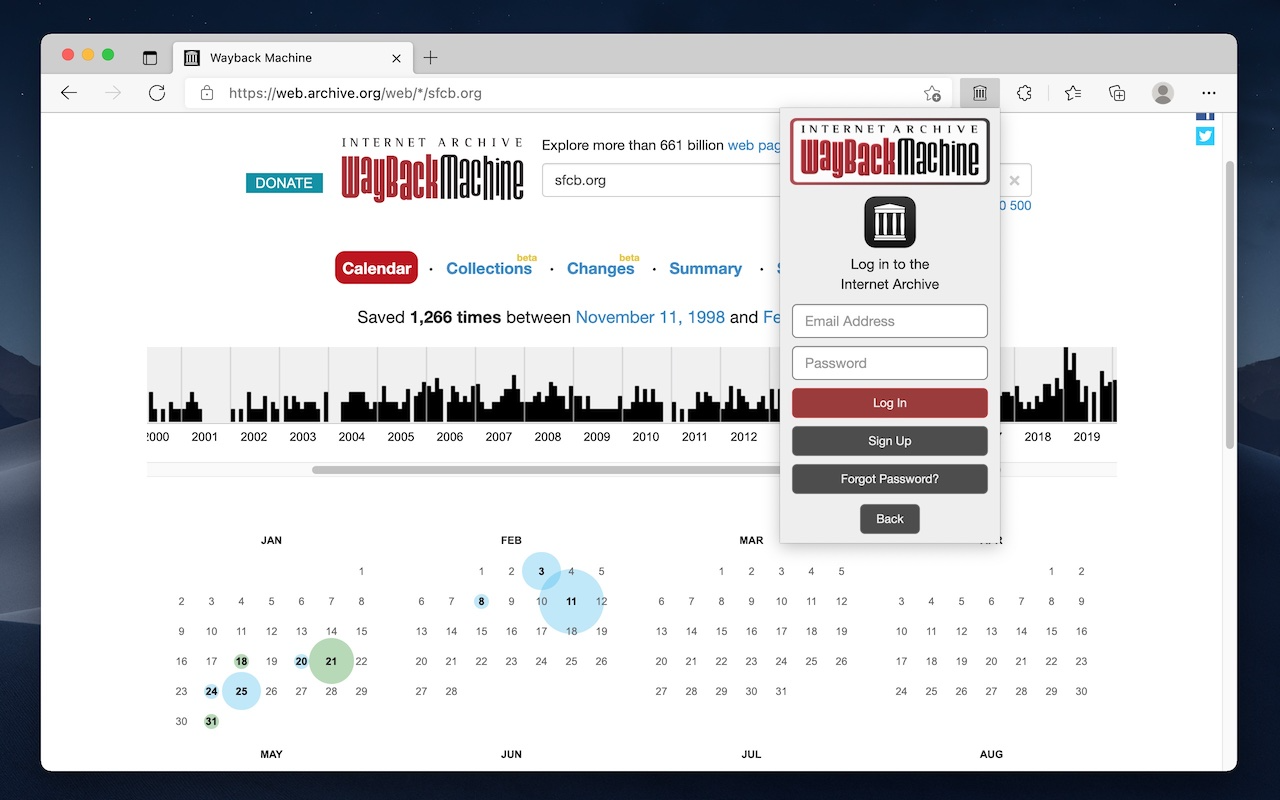 Wayback Machine
https://web.archive.org/web/*/sfcb.org
INTERNET ARCHIVE
WayBackMachine
DONATE
Explore more than 661 billion web pag
sfcb.org
500
Calendar · Collections beta · Changes beta · Summary ·
Saved 1,266 times between November 11, 1998 and Fe
2000 2001 2002 2003 2004 2005 2006 2007 2008 2009 2010 2011 2012 2018 2019
INTERNET ARCHIVE
WayBackMachine
Log in to the
Internet Archive
Email Address
Password
Log In
Sign Up
Forgot Password?
Back
JAN
1
2 3 4 5 6 7 8
9 10 11 12 13 14 15
16 17 18 19 20 21 22
23 24 25 26 27 28 29
30 31
FEB
1 2 3 4 5
6 7 8 9 10 11 12
13 14 15 16 17 18 19
20 21 22 23 24 25 26
27 28
MAR
1 2 3 4 5
6 7 8 9 10 11 12
13 14 15 16 17 18 19
20 21 22 23 24 25 26
27 28 29 30 31
1 2
3 4 5 6 7 8 9
10 11 12 13 14 15 16
17 18 19 20 21 22 23
24 25 26 27 28 29 30
MAY
JUN
JUL
AUG